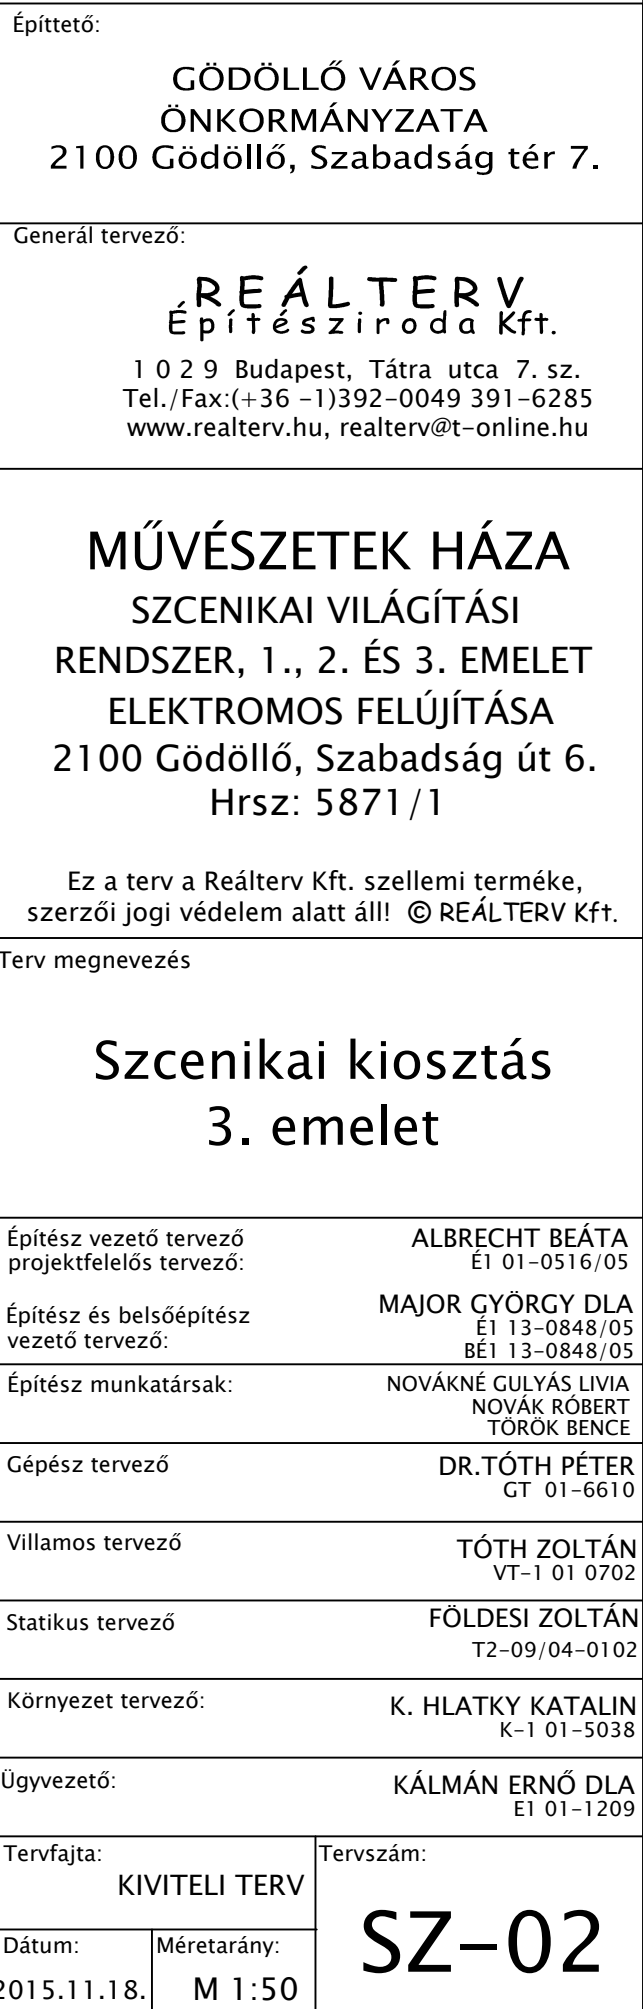 Építtető:
GÖDÖLLŐ VÁROS
ÖNKORMÁNYZATA
2100 Gödöllő, Szabadság tér 7.
Generál tervező:
REÁLTERV
Építésziroda Kft.
1 0 2 9 Budapest, Tátra utca 7. sz.
Tel./Fax:(+36 -1)392-0049 391-6285
www.realterv.hu, realterv@t-online.hu
MŰVÉSZETEK HÁZA
SZCENIKAI VILÁGÍTÁSI
RENDSZER, 1., 2. ÉS 3. EMELET
ELEKTROMOS FELÚJÍTÁSA
2100 Gödöllő, Szabadság út 6.
Hrsz: 5871/1
Ez a terv a Reálterv Kft. szellemi terméke,
szerzői jogi védelem alatt áll! © REÁLTERV Kft.
Terv megnevezés
Szcenikai kiosztás
3. emelet
Építész vezető tervező ALBRECHT BEÁTA
projektfelelős tervező: É1 01-0516/05
Építész és belsőépítész MAJOR GYÖRGY DLA
vezető tervező: É1 13-0848/05
BÉ1 13-0848/05
Építész munkatársak: NOVÁKNÉ GULYÁS LIVIA
NOVÁK RÓBERT
TÖRÖK BENCE
Gépész tervező DR.TÓTH PÉTER
GT 01-6610
Villamos tervező TÓTH ZOLTÁN
VT-1 01 0702
Statikus tervező FÖLDESI ZOLTÁN
T2-09/04-0102
Környezet tervező: K. HLATKY KATALIN
K-1 01-5038
Ügyvezető: KÁLMÁN ERNŐ DLA
E1 01-1209
Tervfajta: Tervszám:
KIVITELI TERV
SZ-02
Dátum: Méretarány:
2015.11.18. M 1:50